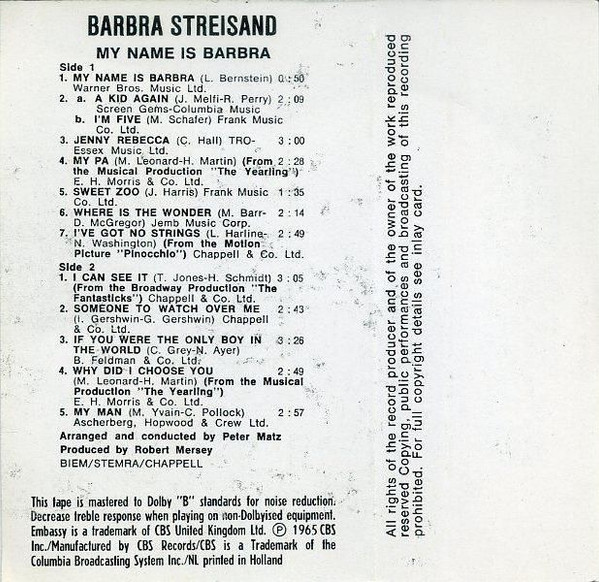 BARBRA STREISAND
MY NAME IS BARBRA
Side 1
1. MY NAME IS BARBRA (L. Bernstein) 0:50
Warner Bros. Music Ltd.
2. a. A KID AGAIN (J. Melfi-R. Perry) 2:09
Screen Gems-Columbia Music
b. I'M FIVE (M. Schafer) Frank Music
Co. Ltd.
3. JENNY REBECCA (C. Hall) TRO- 3:00
Essex Music Ltd.
4. MY PA (M. Leonard-H. Martin) (From 2:28
the Musical Production "The Yearling")
E. H. Morris & Co. Ltd.
5. SWEET ZOO (J. Harris) Frank Music 1:35
Co. Ltd.
6. WHERE IS THE WONDER (M. Barr- 2:14
D. McGregor) Jemb Music Corp.
7. I'VE GOT NO STRINGS (L. Harline- 2:49
N. Washington) (From the Motion
Picture "Pinocchio") Chappell & Co. Ltd.
Side 2
1. I CAN SEE IT (T. Jones-H. Schmidt) 3:05
(From the Broadway Production "The
Fantasticks") Chappell & Co. Ltd.
2. SOMEONE TO WATCH OVER ME 2:43
(I. Gershwin-G. Gershwin) Chappell
& Co. Ltd.
3. IF YOU WERE THE ONLY BOY IN 3:26
THE WORLD (C. Grey-N. Ayer)
B. Feldman & Co. Ltd.
4. WHY DID I CHOOSE YOU 2:49
(M. Leonard-H. Martin) (From the Musical
Production "The Yearling")
E. H. Morris & Co. Ltd.
5. MY MAN (M. Yvain-C. Pollock) 2:57
Ascherberg, Hopwood & Crew Ltd.
Arranged and conducted by Peter Matz
Produced by Robert Mersey
BIEM/STEMRA/CHAPPELL
This tape is mastered to Dolby "B" standards for noise reduction.
Decrease treble response when playing on non-Dolbyised equipment.
Embassy is a trademark of CBS United Kingdom Ltd. Ⓟ 1965 CBS
Inc./Manufactured by CBS Records/CBS is a Trademark of the
Columbia Broadcasting System Inc./NL printed in Holland
All rights of the record producer and of the owner of the work reproduced
reserved Copying, public performances and broadcasting of this recording
prohibited. For full copyright details see inlay card.